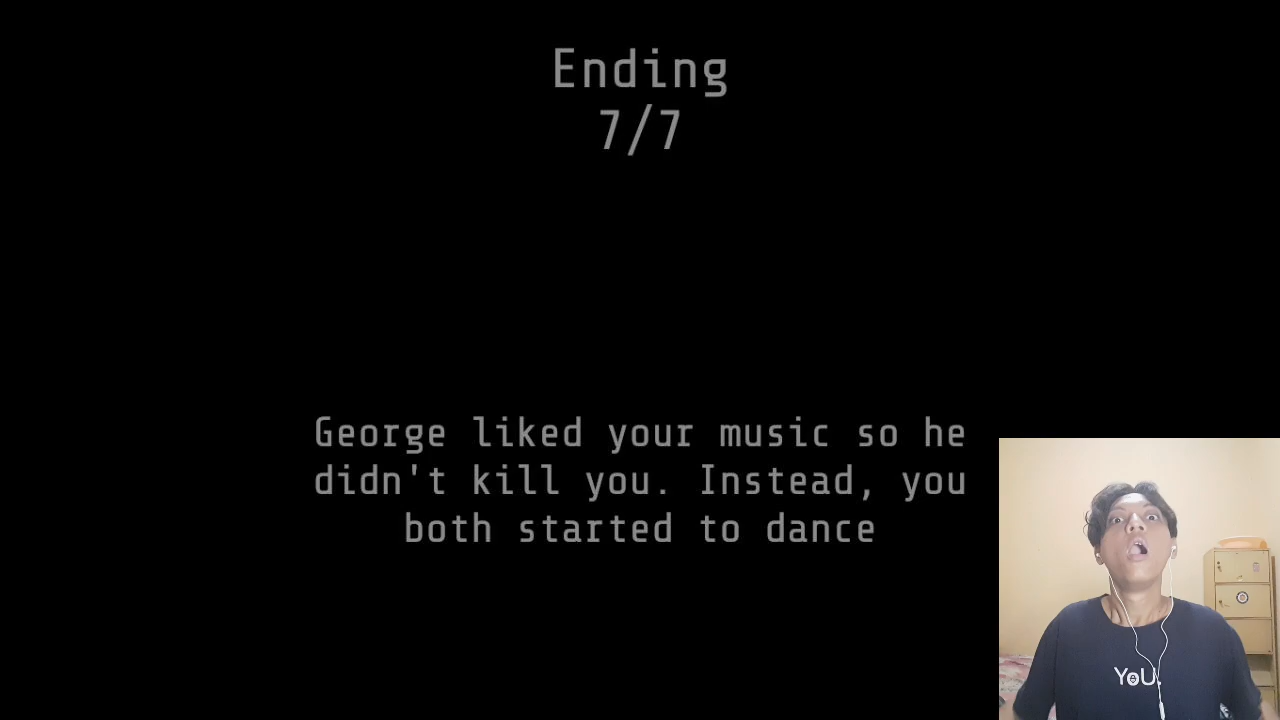 Ending
7/7
George liked your music so he
didn't kill you. Instead, you
both started to dance
YoU.